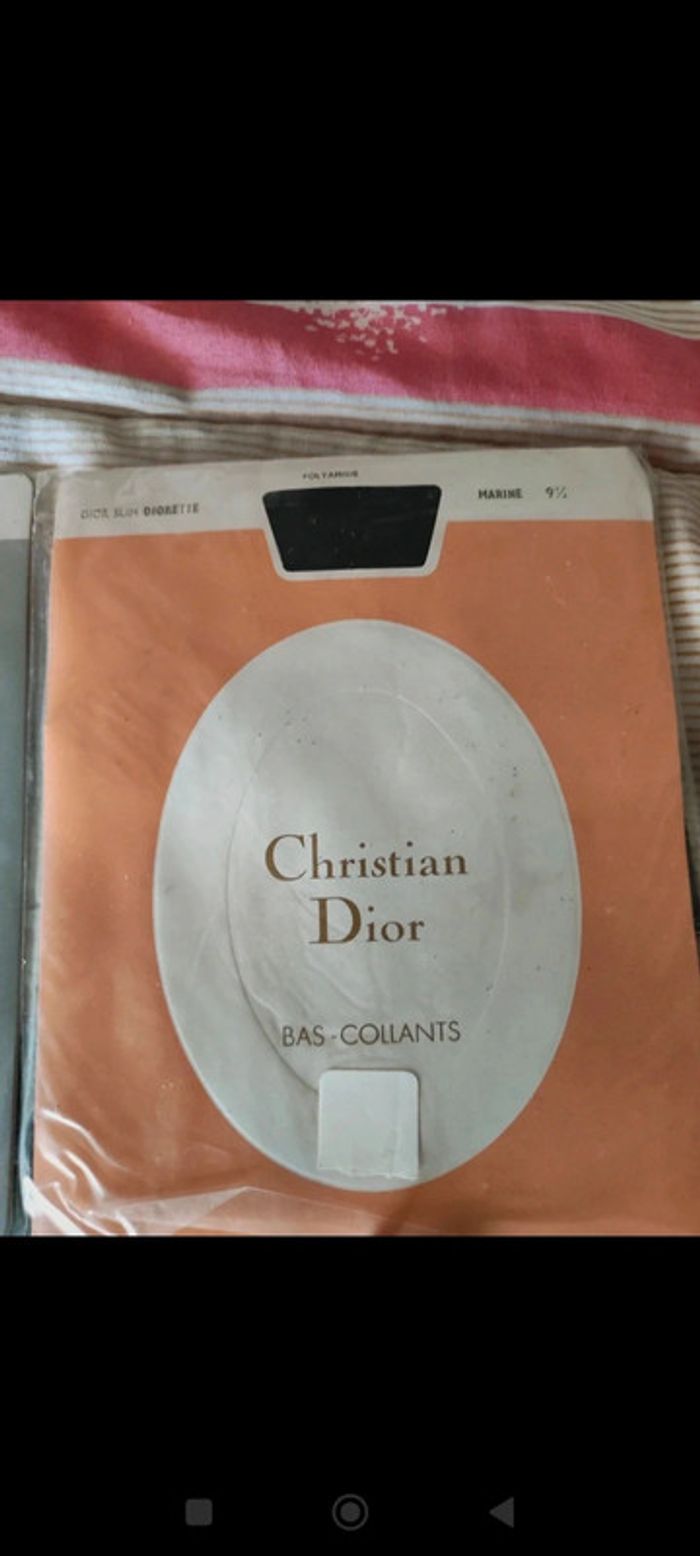 POLYAMIDE
DIOR SLIM DIORETTE
MARINE 9½
Christian
Dior
BAS-COLLANTS